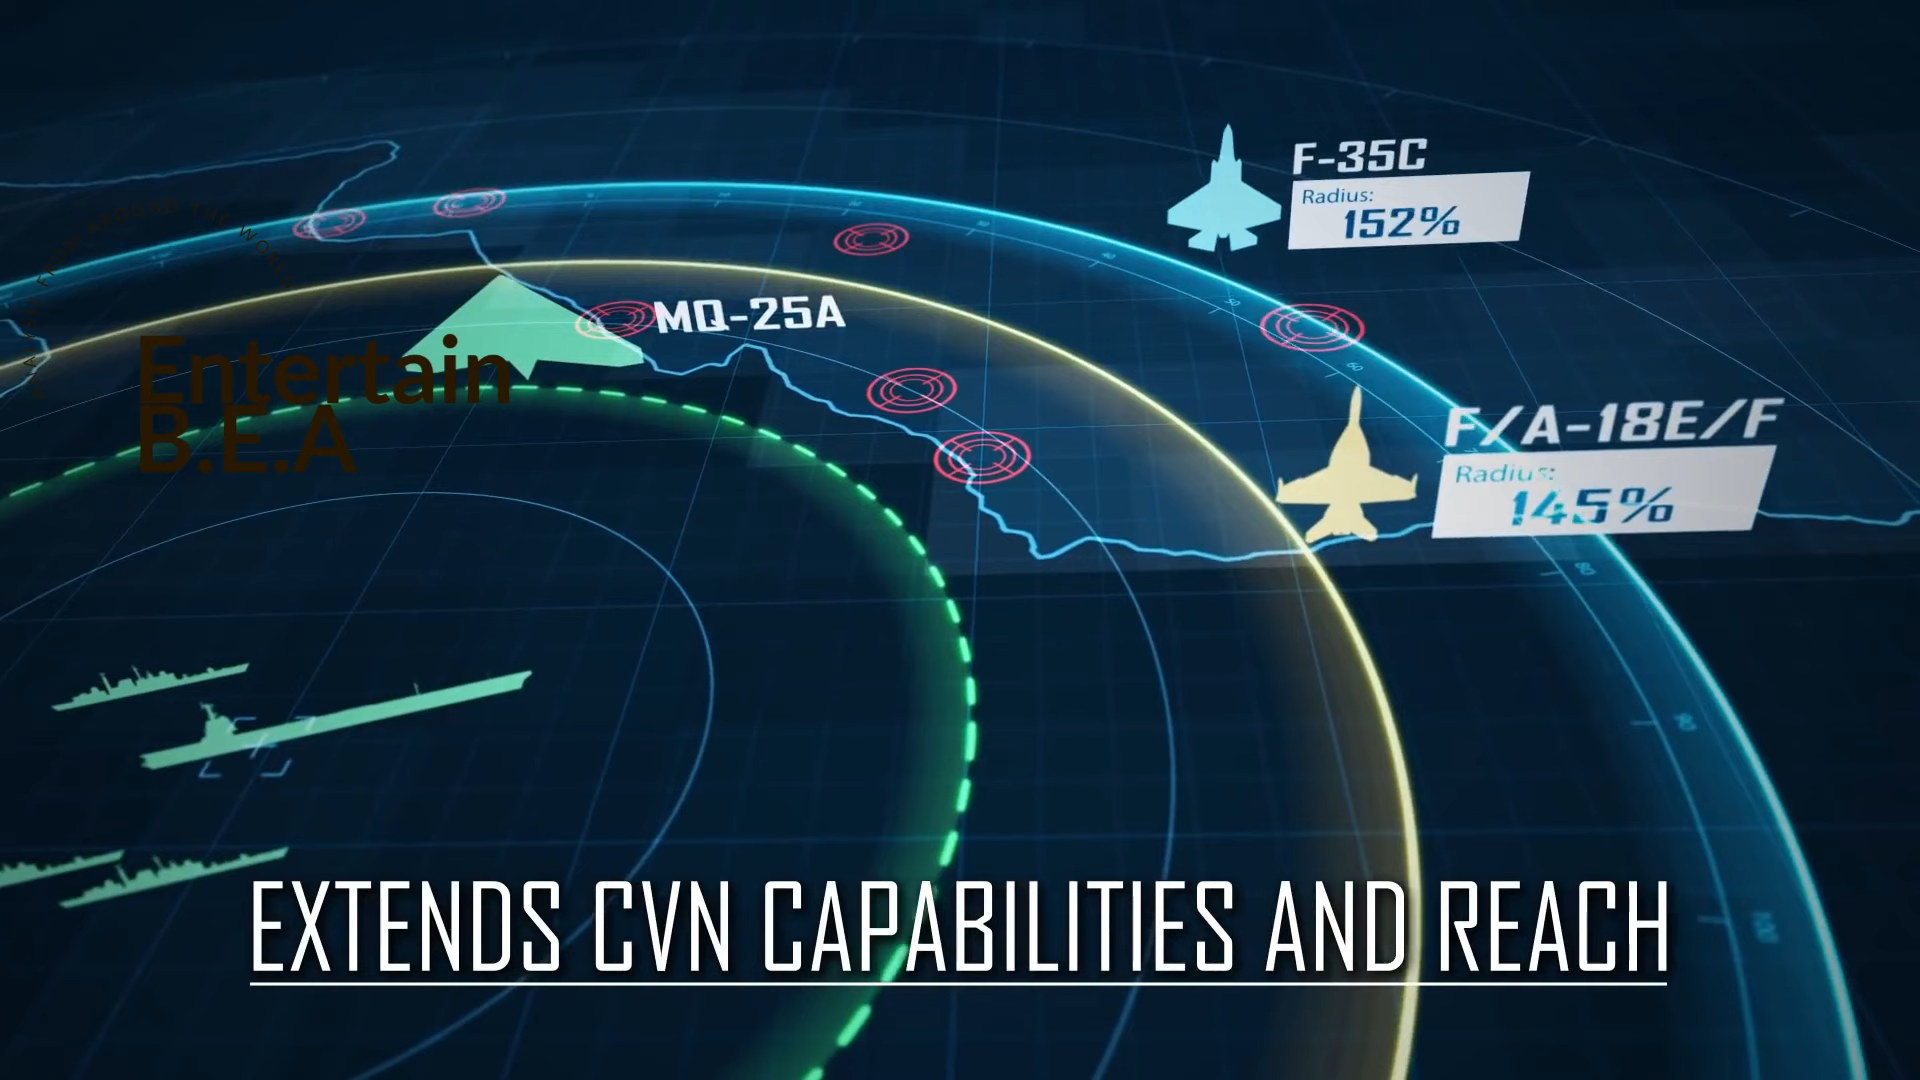 F-35C
Radius:
152%
MQ-25A
Entertain
B.E.A
F/A-18E/F
Radius:
145%
EXTENDS CVN CAPABILITIES AND REACH